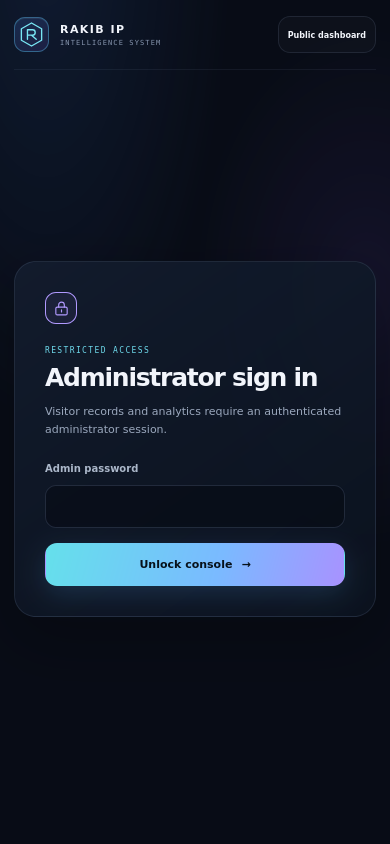 RAKIB IP
INTELLIGENCE SYSTEM
Public dashboard
RESTRICTED ACCESS
Administrator sign in
Visitor records and analytics require an authenticated
administrator session.
Admin password
Unlock console →